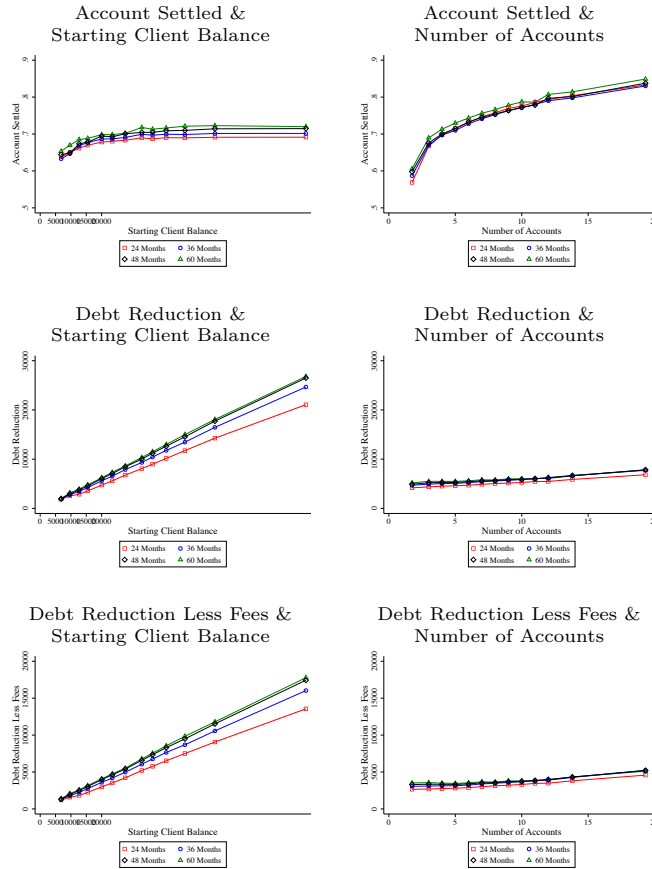 Account Settled &
Starting Client Balance
.5 .6 .7 .8 .9
Account Settled
0 5000 10000 15000 20000
Starting Client Balance
24 Months 36 Months
48 Months 60 Months
Account Settled &
Number of Accounts
.5 .6 .7 .8 .9
Account Settled
0 5 10 15 20
Number of Accounts
24 Months 36 Months
48 Months 60 Months
Debt Reduction &
Starting Client Balance
0 10000 20000 30000
Debt Reduction
0 5000 10000 15000 20000
Starting Client Balance
24 Months 36 Months
48 Months 60 Months
Debt Reduction &
Number of Accounts
0 10000 20000 30000
Debt Reduction
0 5 10 15 2
Number of Accounts
24 Months 36 Months
48 Months 60 Months
Debt Reduction Less Fees &
Starting Client Balance
0 5000 10000 15000 20000
Debt Reduction Less Fees
0 5000 10000 15000 20000
Starting Client Balance
24 Months 36 Months
48 Months 60 Months
Debt Reduction Less Fees &
Number of Accounts
0 5000 10000 15000 20000
Debt Reduction Less Fees
0 5 10 15 2
Number of Accounts
24 Months 36 Months
48 Months 60 Months